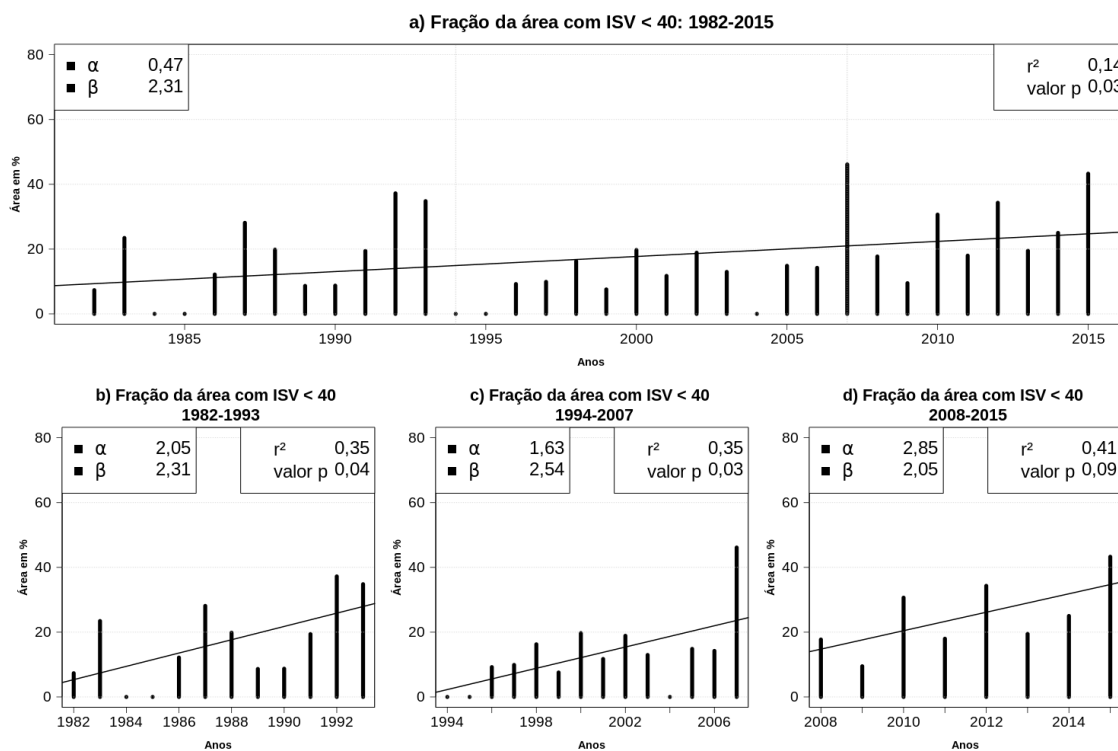 a) Fração da área com ISV < 40: 1982-2015
80
60
40
20
0
Área em %
■ α 0,47
■ β 2,31
r² 0,14
valor p 0,03
1985 1990 1995 2000 2005 2010 2015
Anos
b) Fração da área com ISV < 40
1982-1993
80
60
40
20
0
Área em %
■ α 2,05
■ β 2,31
r² 0,35
valor p 0,04
1982 1984 1986 1988 1990 1992
Anos
c) Fração da área com ISV < 40
1994-2007
80
60
40
20
0
Área em %
■ α 1,63
■ β 2,54
r² 0,35
valor p 0,03
1994 1998 2002 2006
Anos
d) Fração da área com ISV < 40
2008-2015
80
60
40
20
0
Área em %
■ α 2,85
■ β 2,05
r² 0,41
valor p 0,09
2008 2010 2012 2014
Anos